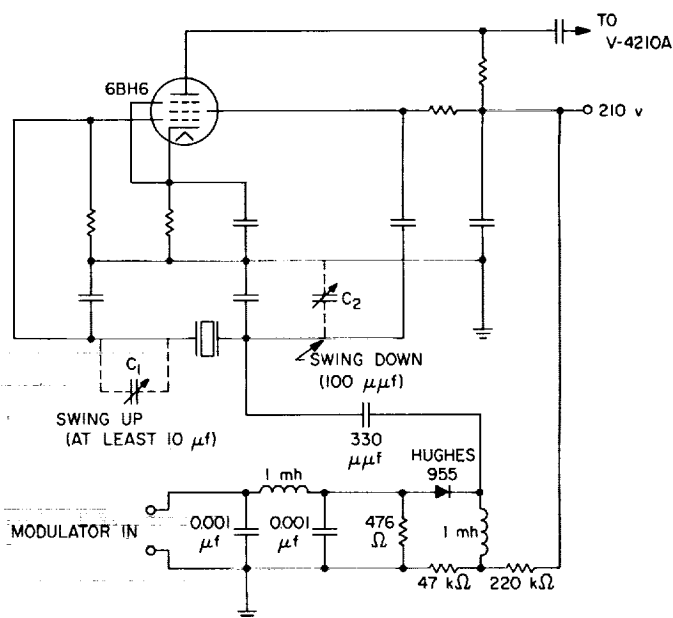 TO
V-4210A
6BH6
210 v
C2
C1
SWING DOWN
(100 μμf)
SWING UP
(AT LEAST 10 μf)
330
μμf
HUGHES
955
1 mh
MODULATOR IN
0.001
μf
0.001
μf
476
Ω
1 mh
47 kΩ
220 kΩ